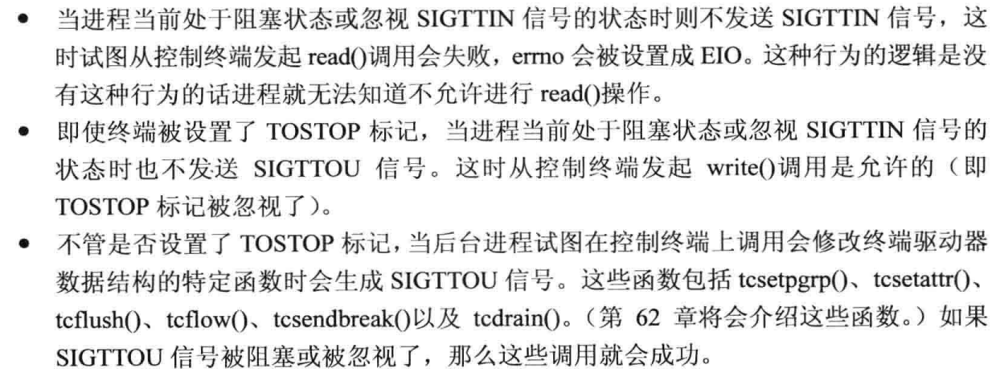 ● 当进程当前处于阻塞状态或忽视 SIGTTIN 信号的状态时则不发送 SIGTTIN 信号，这
时试图从控制终端发起 read()调用会失败，errno 会被设置成 EIO。这种行为的逻辑是没
有这种行为的话进程就无法知道不允许进行 read()操作。
● 即使终端被设置了 TOSTOP 标记，当进程当前处于阻塞状态或忽视 SIGTTIN 信号的
状态时也不发送 SIGTTOU 信号。这时从控制终端发起 write()调用是允许的（即
TOSTOP 标记被忽视了）。
● 不管是否设置了 TOSTOP 标记，当后台进程试图在控制终端上调用会修改终端驱动器
数据结构的特定函数时会生成 SIGTTOU 信号。这些函数包括 tcsetpgrp()、tcsetattr()、
tcflush()、tcflow()、tcsendbreak()以及 tcdrain()。（第 62 章将会介绍这些函数。）如果
SIGTTOU 信号被阻塞或被忽视了，那么这些调用就会成功。